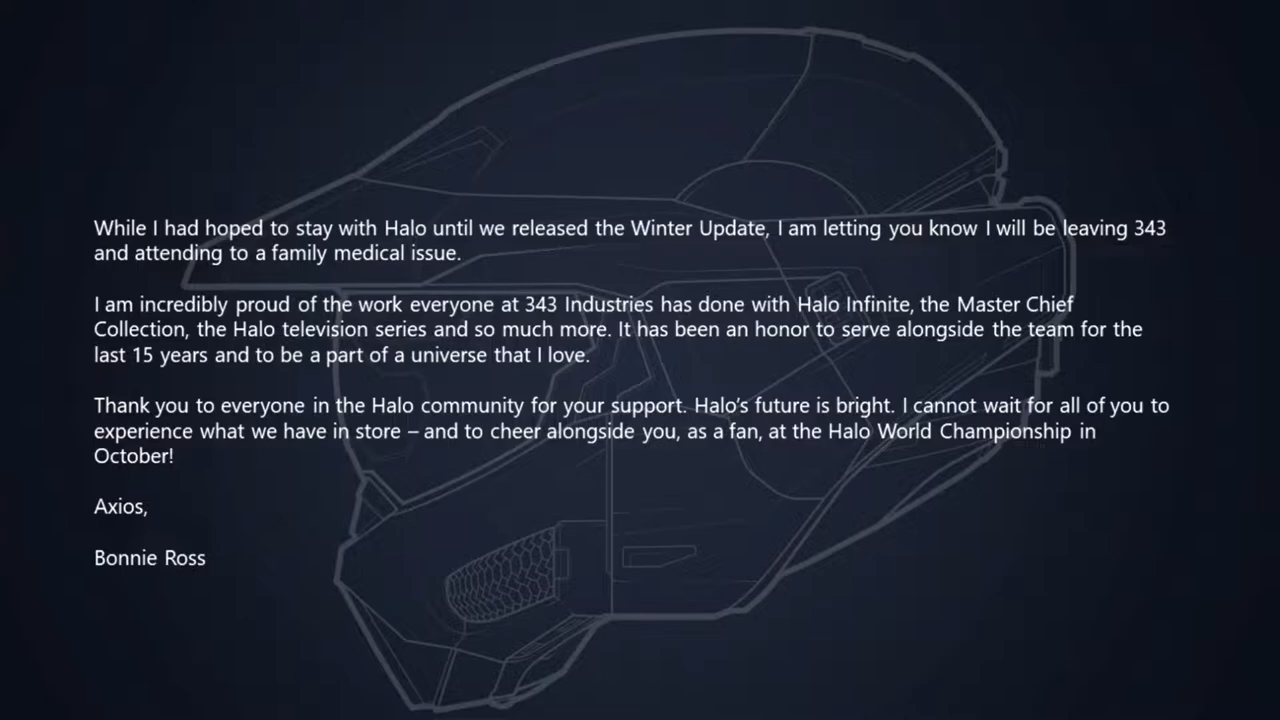 While I had hoped to stay with Halo until we released the Winter Update, I am letting you know I will be leaving 343
and attending to a family medical issue.
I am incredibly proud of the work everyone at 343 Industries has done with Halo Infinite, the Master Chief
Collection, the Halo television series and so much more. It has been an honor to serve alongside the team for the
last 15 years and to be a part of a universe that I love.
Thank you to everyone in the Halo community for your support. Halo’s future is bright. I cannot wait for all of you to
experience what we have in store – and to cheer alongside you, as a fan, at the Halo World Championship in
October!
Axios,
Bonnie Ross